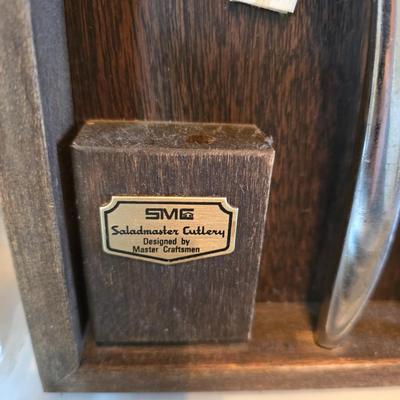 SMC
Saladmaster Cutlery
Designed by
Master Craftsmen